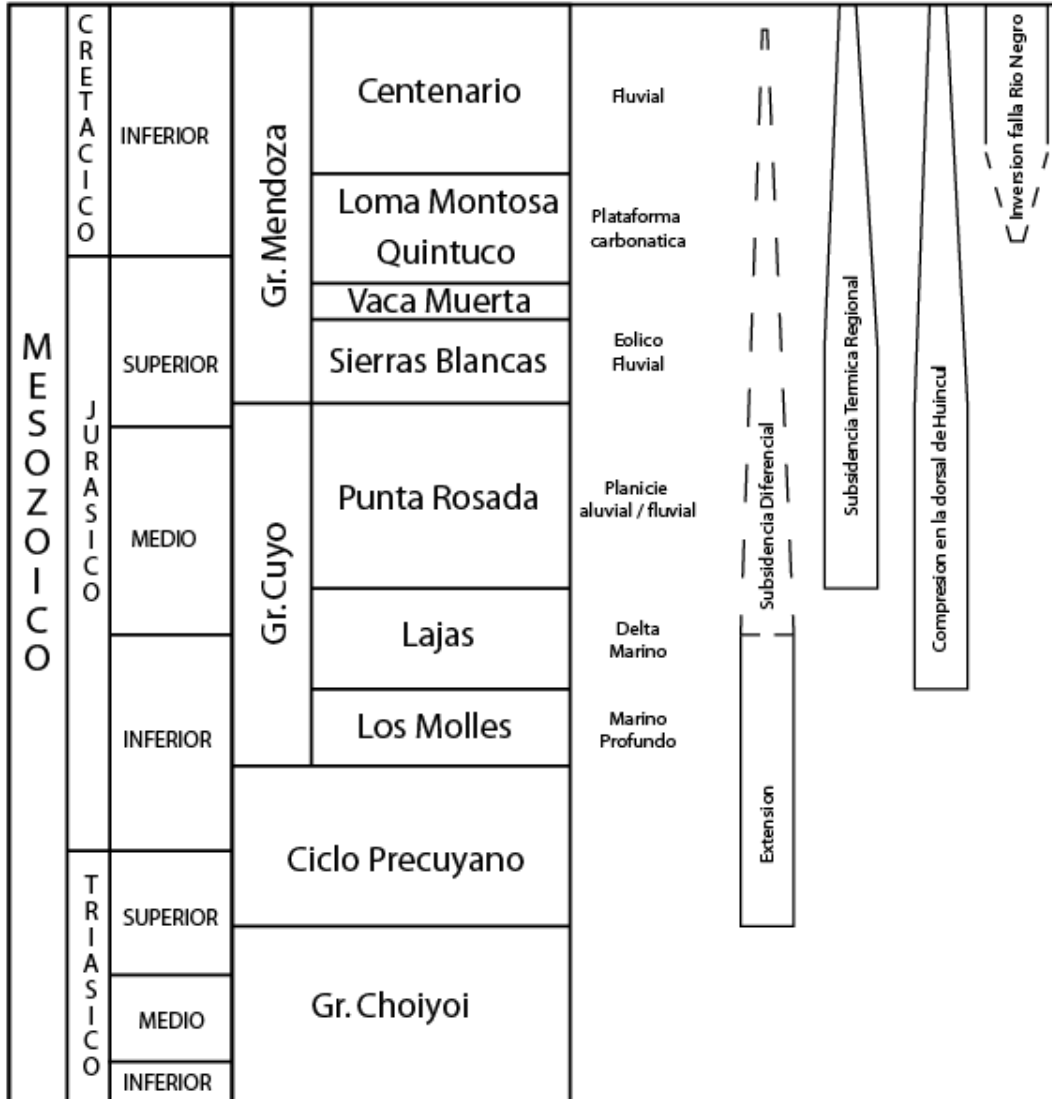 MESOZOICO
CRETACICO
JURASICO
TRIASICO
INFERIOR
SUPERIOR
MEDIO
INFERIOR
SUPERIOR
MEDIO
INFERIOR
Gr. Mendoza
Gr. Cuyo
Centenario
Loma Montosa
Quintuco
Vaca Muerta
Sierras Blancas
Punta Rosada
Lajas
Los Molles
Ciclo Precuyano
Gr. Choiyoi
Fluvial
Plataforma
carbonatica
Eolico
Fluvial
Planicie
aluvial / fluvial
Delta
Marino
Marino
Profundo
Subsidencia Diferencial
Extension
Subsidencia Termica Regional
Compresion en la dorsal de Huincul
Inversion falla Rio Negro